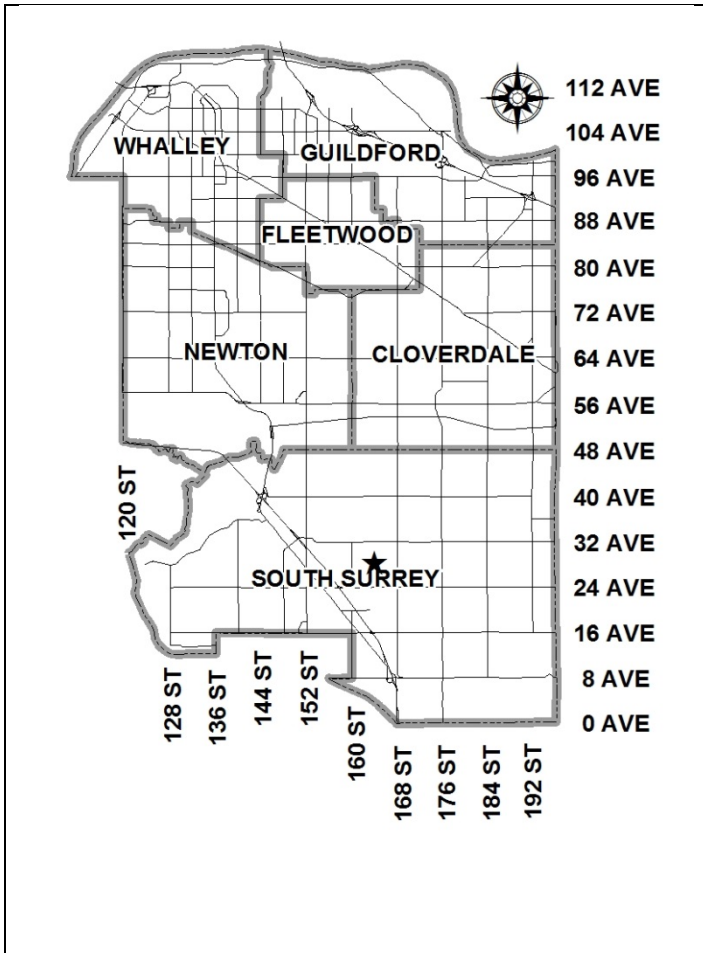 112 AVE
104 AVE
WHALLEY
GUILDFORD
96 AVE
88 AVE
FLEETWOOD
80 AVE
72 AVE
NEWTON
CLOVERDALE
64 AVE
56 AVE
48 AVE
120 ST
40 AVE
32 AVE
SOUTH SURREY
24 AVE
16 AVE
128 ST
136 ST
144 ST
152 ST
160 ST
8 AVE
0 AVE
168 ST
176 ST
184 ST
192 ST